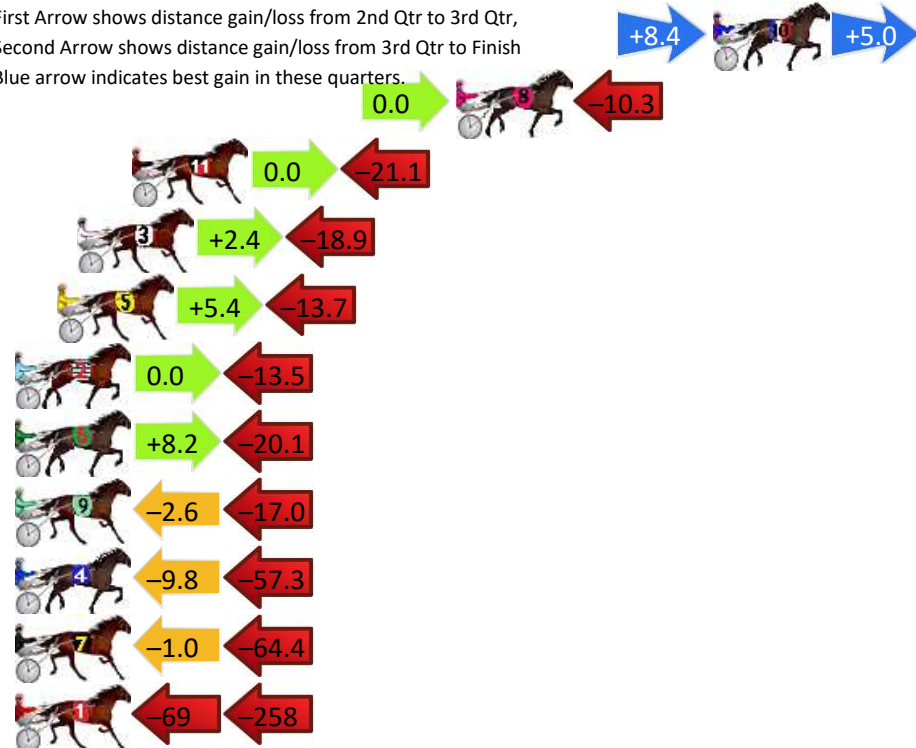 First Arrow shows distance gain/loss from 2nd Qtr to 3rd Qtr,
Second Arrow shows distance gain/loss from 3rd Qtr to Finish
Blue arrow indicates best gain in these quarters.
+8.4 10 +5.0
0.0 8 –10.3
11 0.0 –21.1
3 +2.4 –18.9
5 +5.4 –13.7
2 0.0 –13.5
6 +8.2 –20.1
9 –2.6 –17.0
4 –9.8 –57.3
7 –1.0 –64.4
1 –69 –258